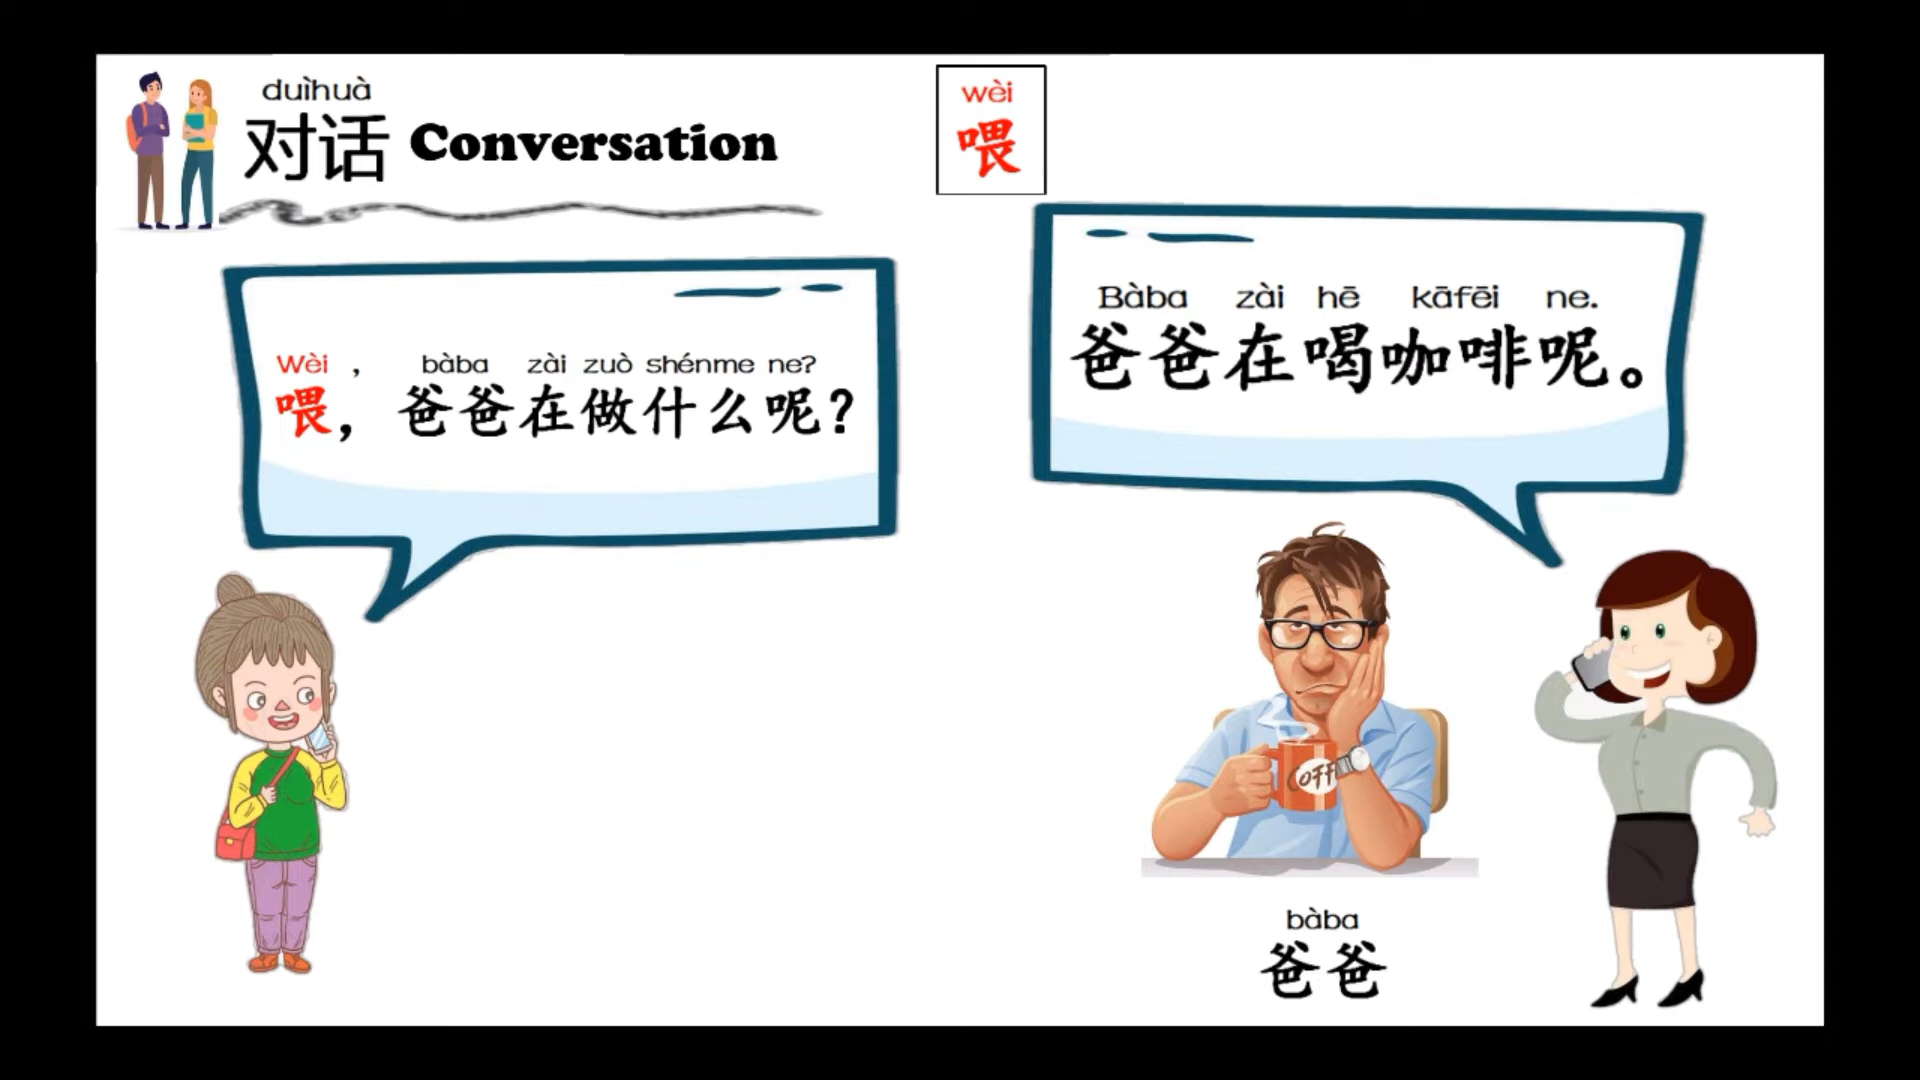 duìhuà
对话 Conversation
wèi
喂
Wèi , bàba zài zuò shénme ne?
喂，爸爸在做什么呢？
Bàba zài hē kāfēi ne.
爸爸在喝咖啡呢。
COFF
bàba
爸爸